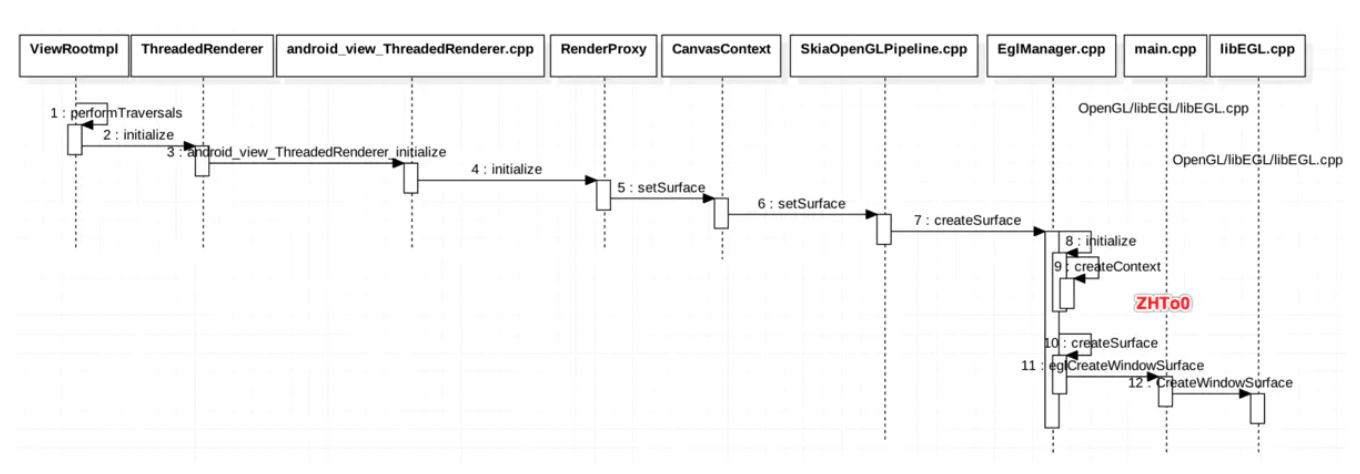 ViewRootmpl
ThreadedRenderer
android_view_ThreadedRenderer.cpp
RenderProxy
CanvasContext
SkiaOpenGLPipeline.cpp
EglManager.cpp
main.cpp
libEGL.cpp
OpenGL/libEGL/libEGL.cpp
1 : performTraversals
2 : initialize
3 : android_view_ThreadedRenderer_initialize
OpenGL/libEGL/libEGL.cpp
4 : initialize
5 : setSurface
6 : setSurface
7 : createSurface
8 : initialize
9 : createContext
ZHTo0
10 : createSurface
11 : eglCreateWindowSurface
12 : CreateWindowSurface